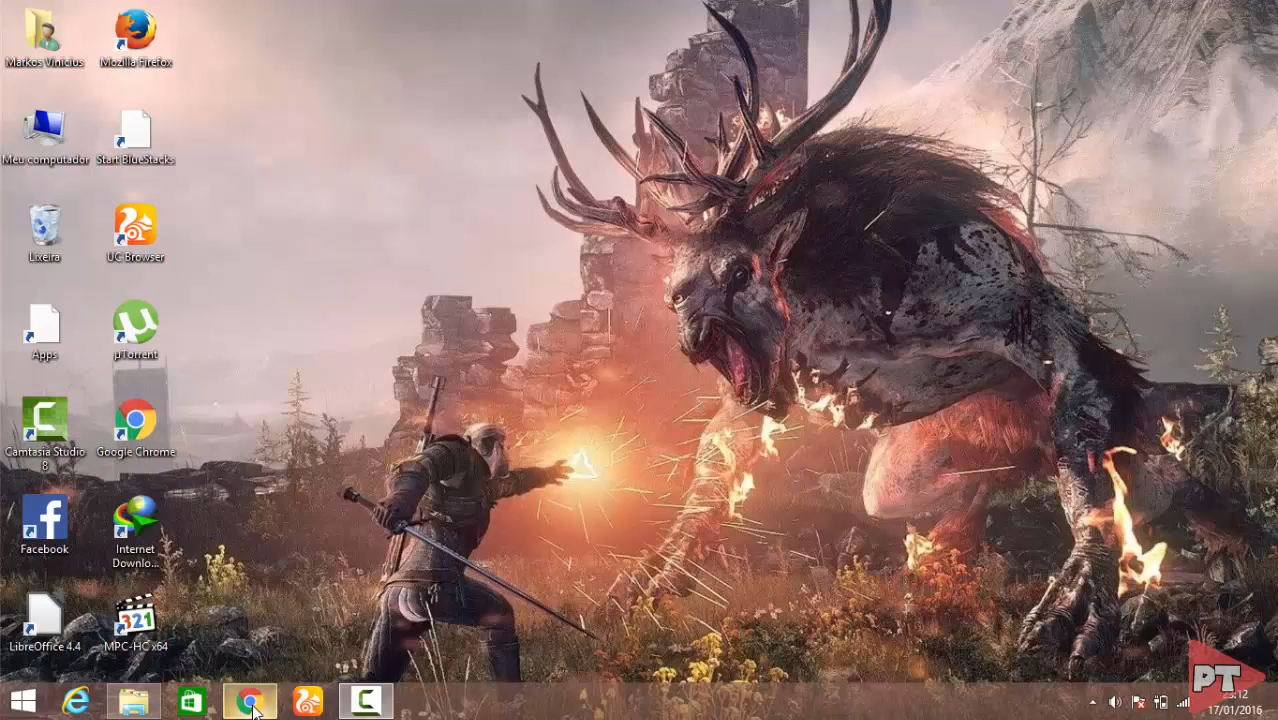 Markos Vinicius
Mozilla Firefox
Meu computador
Start BlueStacks
Lixeira
UC Browser
Apps
µTorrent
Camtasia Studio
8
Google Chrome
Facebook
Internet
Downlo...
LibreOffice 4.4
321
MPC-HC x64
PT
17/01/2016